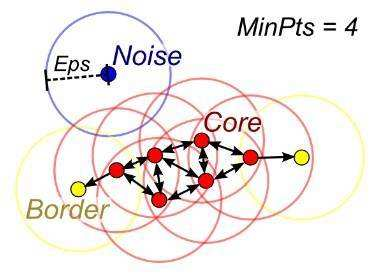 MinPts = 4
Noise
Eps
Core
Border